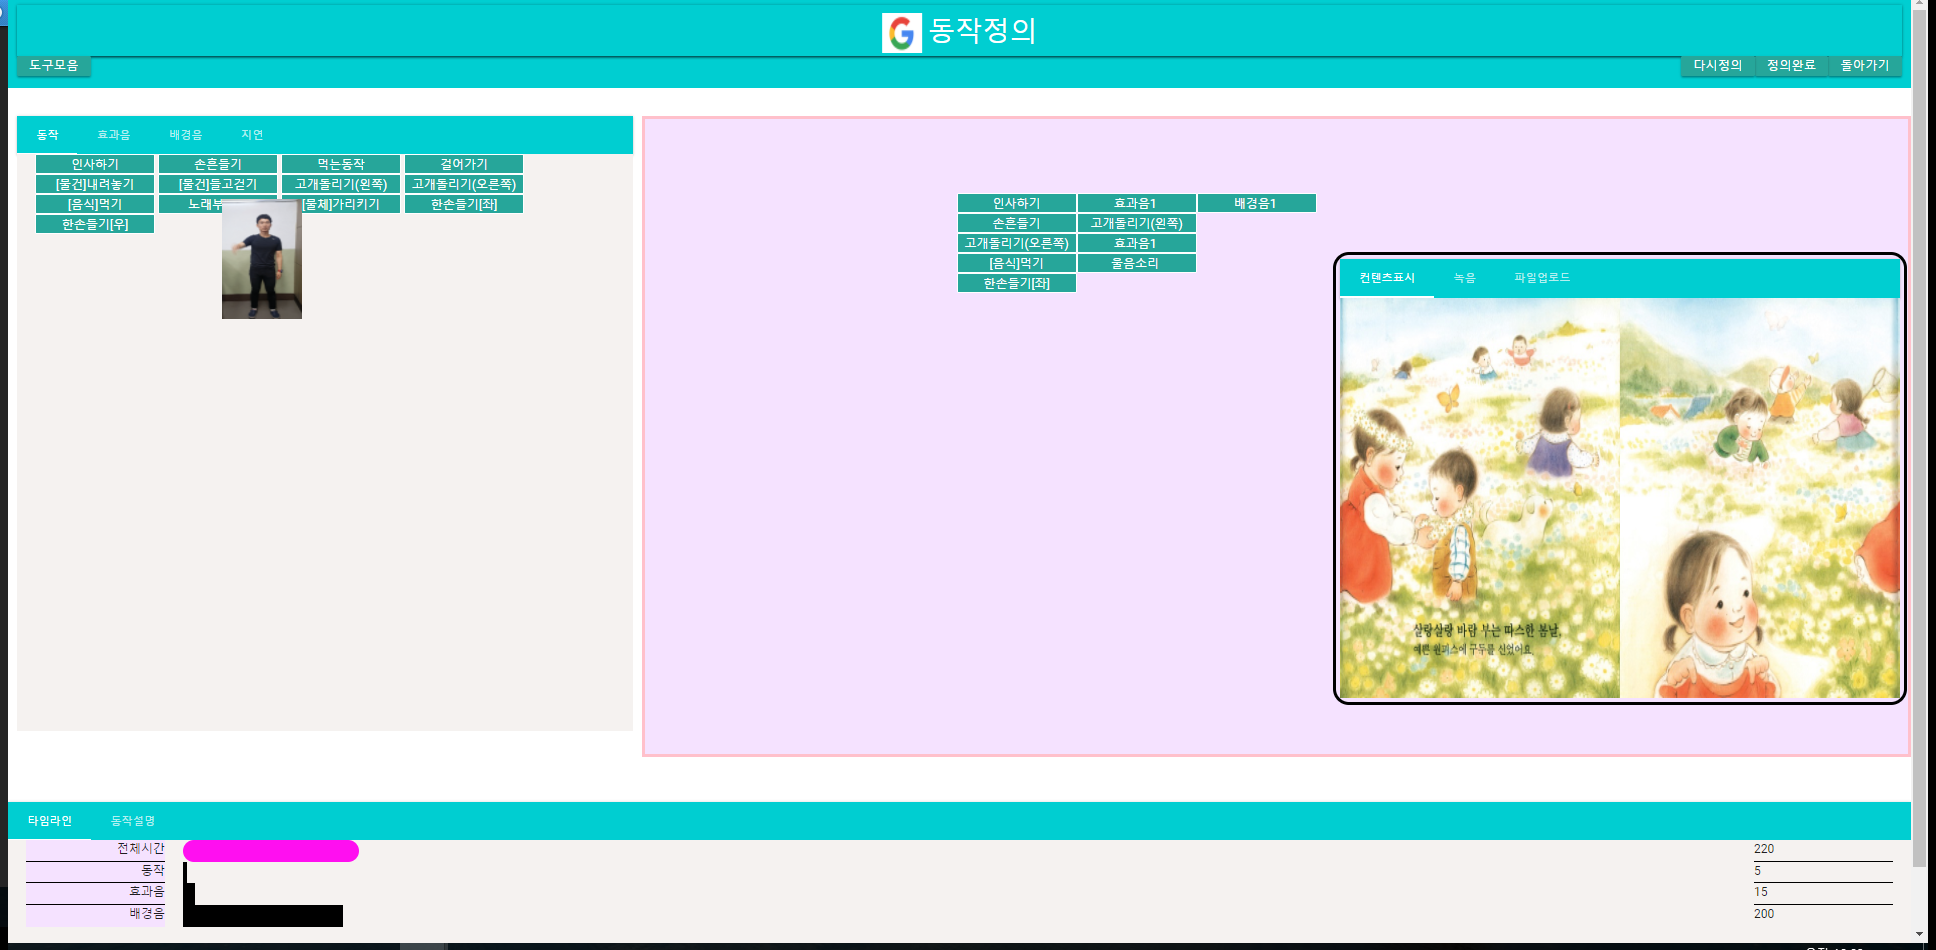 동작정의
도구모음
다시정의 정의완료 돌아가기
동작 효과음 배경음 지연
인사하기 손흔들기 먹는동작 걸어가기
[물건]내려놓기 [물건]들고걷기 고개돌리기(왼쪽) 고개돌리기(오른쪽)
[음식]먹기 노래부 [물체]가리키기 한손들기[좌]
한손들기[우]
인사하기 효과음1 배경음1
손흔들기 고개돌리기(왼쪽)
고개돌리기(오른쪽) 효과음1
[음식]먹기 울음소리
한손들기[좌]
컨텐츠표시 녹음 파일업로드
살랑살랑 바람 부는 따스한 봄날,
예쁜 원피스에 구두를 신었어요.
타임라인 동작설명
전체시간 220
동작 5
효과음 15
배경음 200